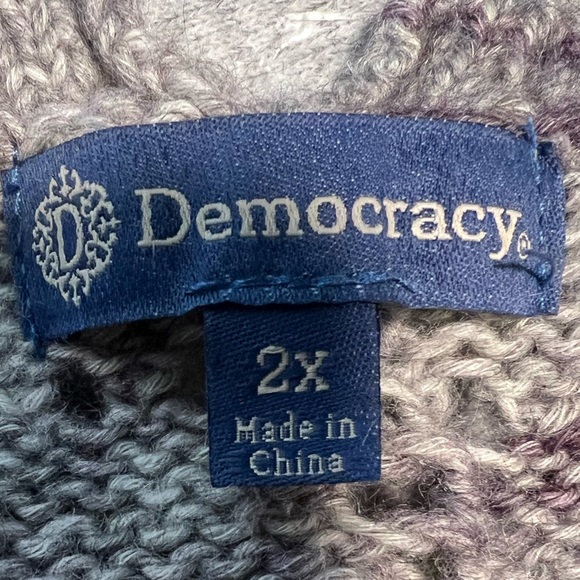 D Democracy®
2X
Made in
China